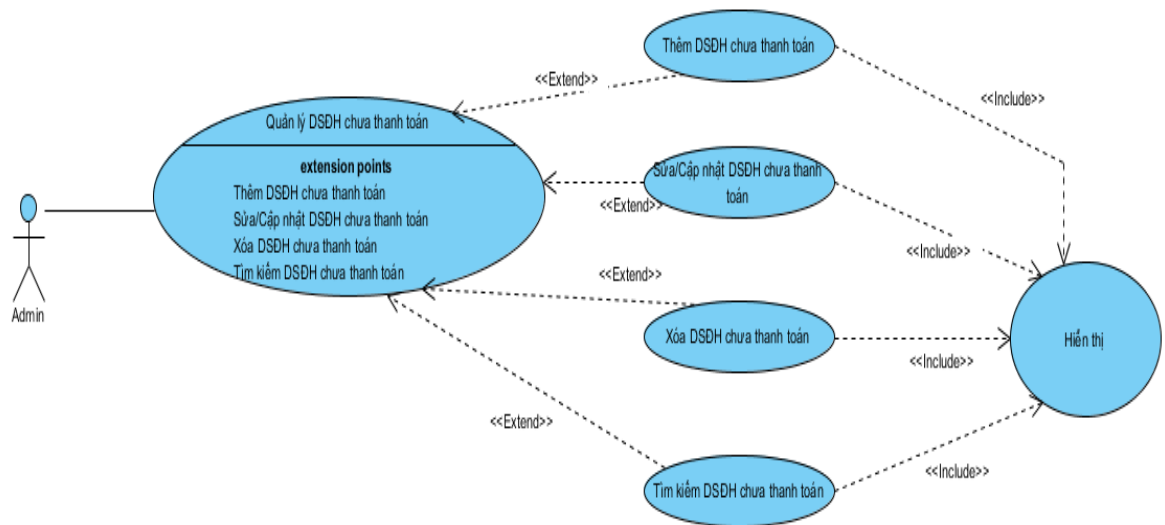 Thêm DSĐH chưa thanh toán
<<Extend>>
<<Include>>
Quản lý DSĐH chưa thanh toán
extension points
Thêm DSĐH chưa thanh toán
Sửa/Cập nhật DSĐH chưa thanh toán
Xóa DSĐH chưa thanh toán
Tìm kiếm DSĐH chưa thanh toán
Admin
Sửa/Cập nhật DSĐH chưa thanh
toán
<<Extend>>
<<Include>>
<<Extend>>
Xóa DSĐH chưa thanh toán
<<Include>>
Hiển thị
<<Extend>>
Tìm kiếm DSĐH chưa thanh toán
<<Include>>